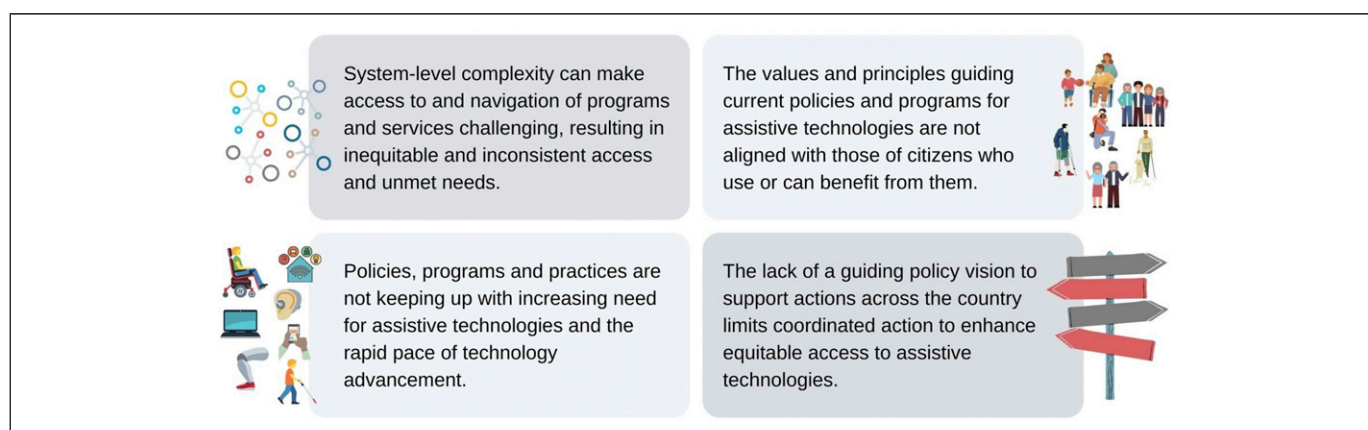 System-level complexity can make
access to and navigation of programs
and services challenging, resulting in
inequitable and inconsistent access
and unmet needs.
The values and principles guiding
current policies and programs for
assistive technologies are not
aligned with those of citizens who
use or can benefit from them.
Policies, programs and practices are
not keeping up with increasing need
for assistive technologies and the
rapid pace of technology
advancement.
The lack of a guiding policy vision to
support actions across the country
limits coordinated action to enhance
equitable access to assistive
technologies.